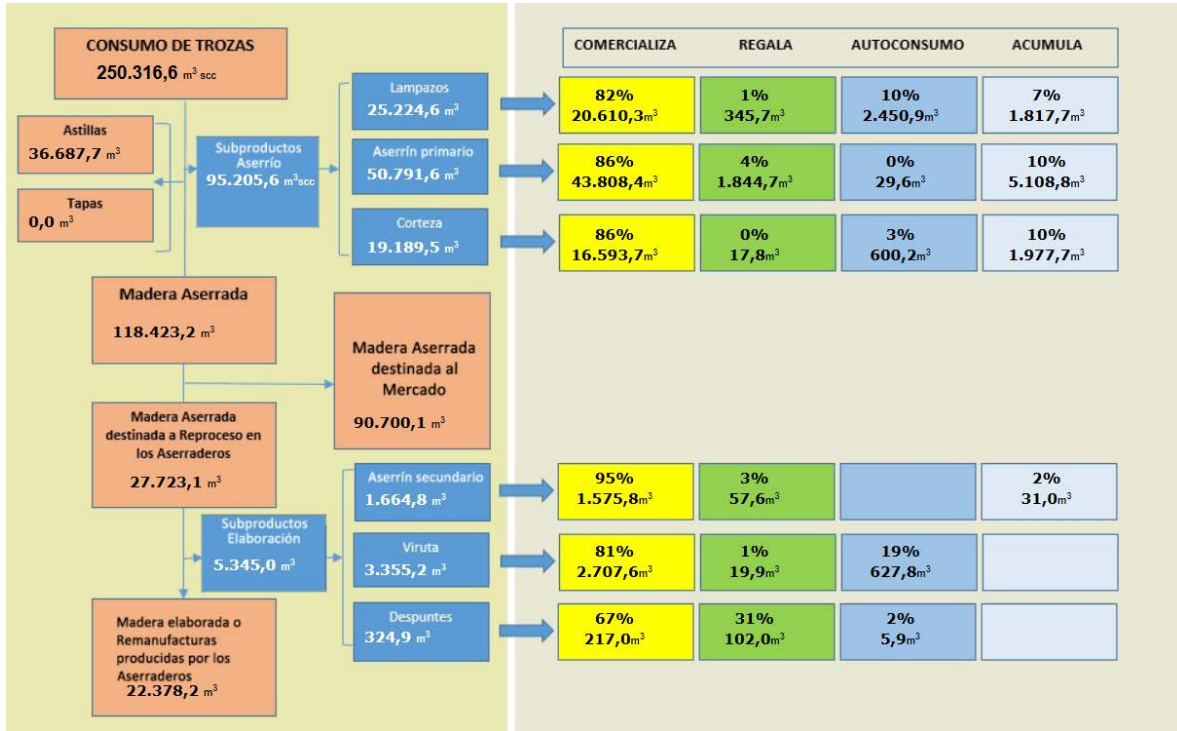 CONSUMO DE TROZAS
250.316,6 m³ scc
Astillas
36.687,7 m³
Tapas
0,0 m³
Subproductos
Aserrío
95.205,6 m³scc
Lampazos
25.224,6 m³
Aserrín primario
50.791,6 m³
Corteza
19.189,5 m³
Madera Aserrada
118.423,2 m³
Madera Aserrada
destinada al
Mercado
90.700,1 m³
Madera Aserrada
destinada a Reproceso en
los Aserraderos
27.723,1 m³
Subproductos
Elaboración
5.345,0 m³
Aserrín secundario
1.664,8 m³
Viruta
3.355,2 m³
Despuntes
324,9 m³
Madera elaborada o
Remanufacturas
producidas por los
Aserraderos
22.378,2 m³
COMERCIALIZA REGALA AUTOCONSUMO ACUMULA
82% 1% 10% 7%
20.610,3m³ 345,7m³ 2.450,9m³ 1.817,7m³
86% 4% 0% 10%
43.808,4m³ 1.844,7m³ 29,6m³ 5.108,8m³
86% 0% 3% 10%
16.593,7m³ 17,8m³ 600,2m³ 1.977,7m³
95% 3% 2%
1.575,8m³ 57,6m³ 31,0m³
81% 1% 19%
2.707,6m³ 19,9m³ 627,8m³
67% 31% 2%
217,0m³ 102,0m³ 5,9m³